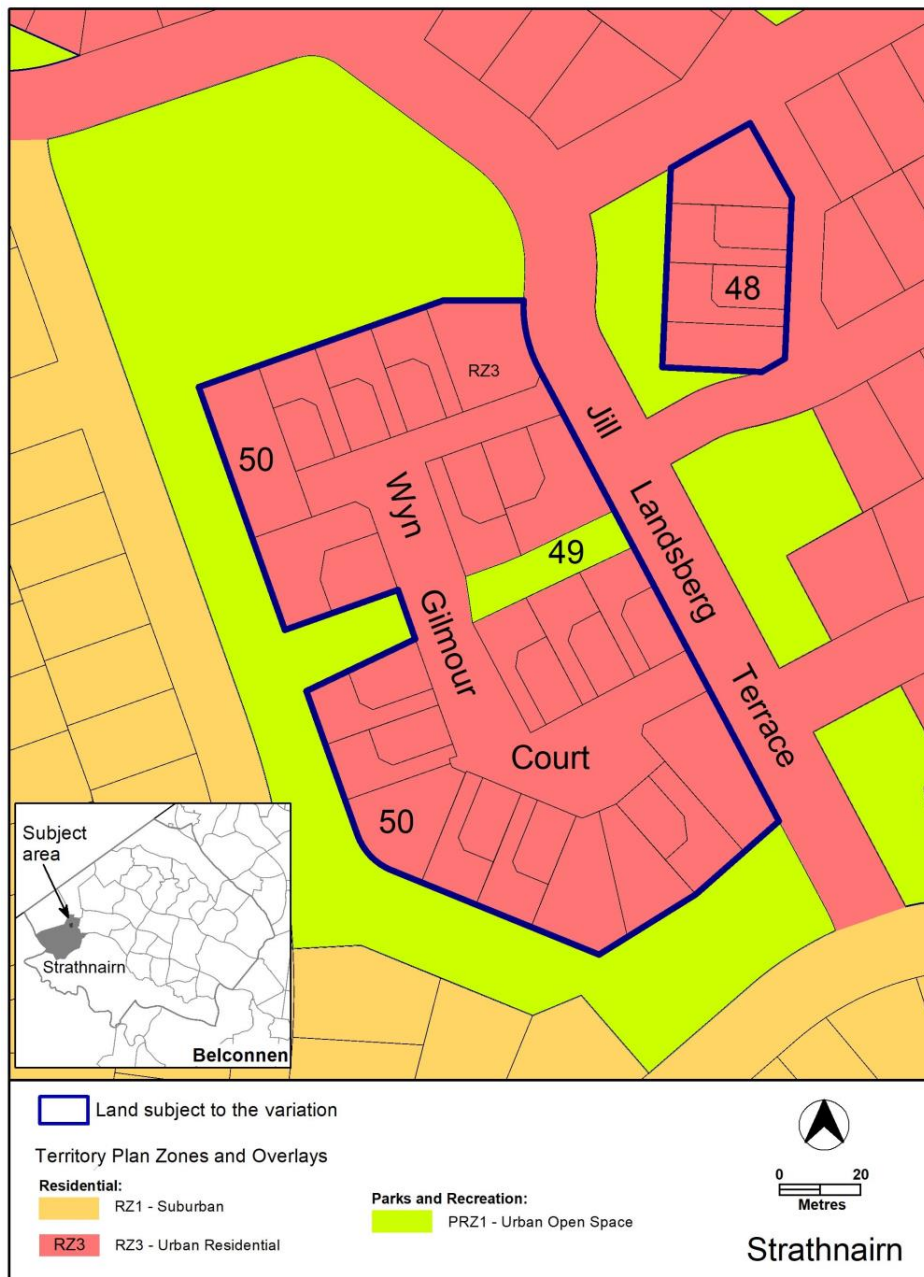 48
RZ3
Jill
50
Wyn
Landsberg
49
Gilmour
Terrace
Court
50
Subject
area
Strathnairn
Belconnen
Land subject to the variation
Territory Plan Zones and Overlays
Residential:
RZ1 - Suburban
RZ3 RZ3 - Urban Residential
Parks and Recreation:
PRZ1 - Urban Open Space
0 20
Metres
Strathnairn